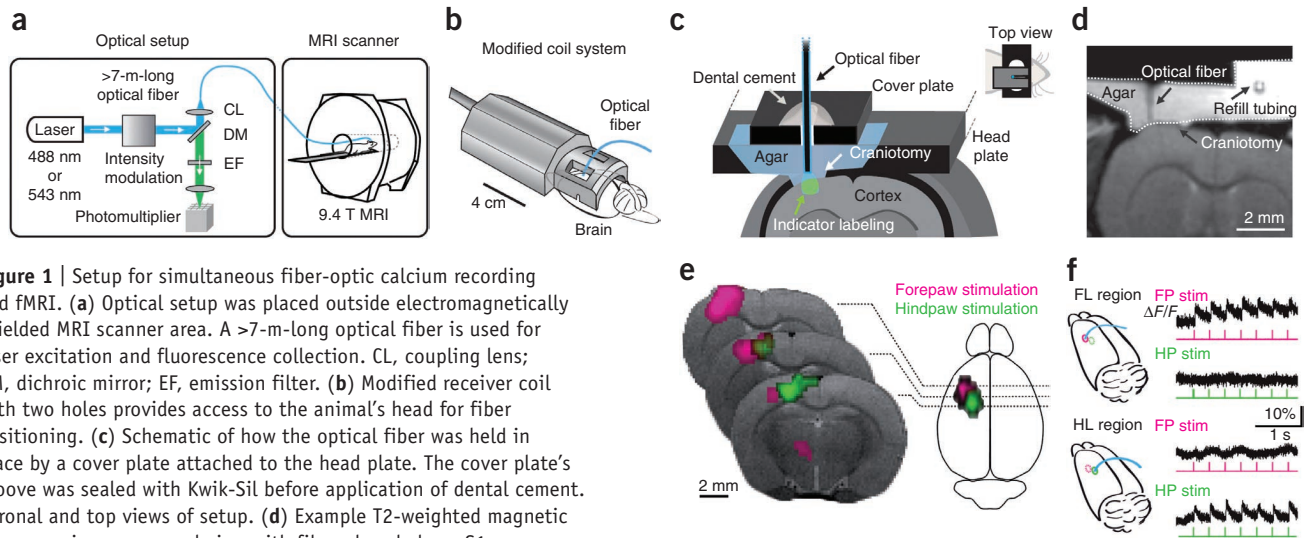 a
Optical setup
MRI scanner
>7-m-long
optical fiber
CL
Laser
DM
488 nm
or
543 nm
Intensity
modulation
EF
Photomultiplier
9.4 T MRI
b
Modified coil system
Optical
fiber
4 cm
Brain
c
Top view
Optical fiber
Dental cement
Cover plate
Head
plate
Agar
Craniotomy
Cortex
Indicator labeling
d
Optical fiber
Agar
Refill tubing
Craniotomy
2 mm
gure 1 | Setup for simultaneous fiber-optic calcium recording
d fMRI. (a) Optical setup was placed outside electromagnetically
ielded MRI scanner area. A >7-m-long optical fiber is used for
ser excitation and fluorescence collection. CL, coupling lens;
M, dichroic mirror; EF, emission filter. (b) Modified receiver coil
th two holes provides access to the animal's head for fiber
sitioning. (c) Schematic of how the optical fiber was held in
ace by a cover plate attached to the head plate. The cover plate's
oove was sealed with Kwik-Sil before application of dental cement.
ronal and top views of setup. (d) Example T2-weighted magnetic
e
Forepaw stimulation
Hindpaw stimulation
2 mm
f
FL region
FP stim
ΔF/F
HP stim
10%
1 s
HL region
FP stim
HP stim